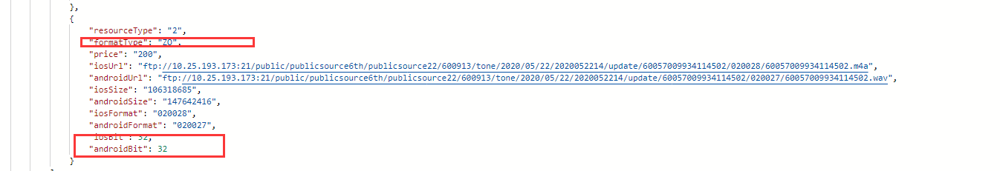 },
{
"resourceType": "2",
"formatType": "ZQ",
"price": "200",
"iosUrl": "ftp://10.25.193.173:21/public/publicsource6th/publicsource22/600913/tone/2020/05/22/2020052214/update/60057009934114502/020028/60057009934114502.m4a",
"androidUrl": "ftp://10.25.193.173:21/public/publicsource6th/publicsource22/600913/tone/2020/05/22/2020052214/update/60057009934114502/020027/60057009934114502.wav",
"iosSize": "106318685",
"androidSize": "147642416",
"iosFormat": "020028",
"androidFormat": "020027",
"iosBit": 32,
"androidBit": 32
}